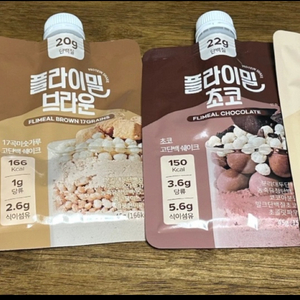 20g
단백질
플라이밀
브라운
FLIMEAL BROWN 17GRAINS
17곡미숫가루
고단백 쉐이크
166
Kcal
1g
당류
2.6g
식이섬유
22g
단백질
플라이밀
초코
FLIMEAL CHOCOLATE
초코
고단백 쉐이크
150
Kcal
3.6g
당류
5.6g
식이섬유